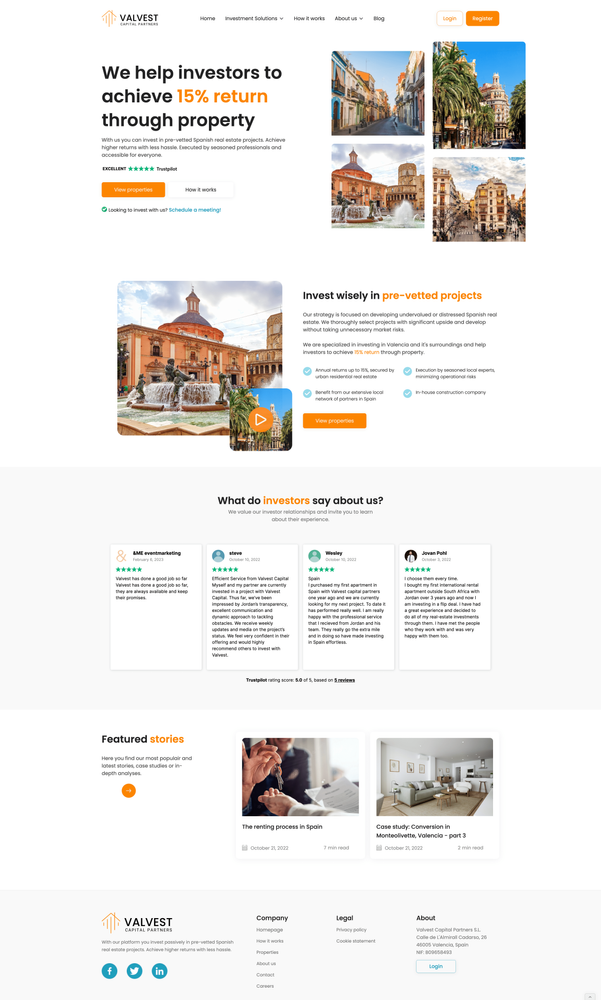 VALVEST
CAPITAL PARTNERS
Home
Investment Solutions
How it works
About us
Blog
Login
Register
We help investors to
achieve 15% return
through property
With us you can invest in pre-vetted Spanish real estate projects. Achieve
higher returns with less hassle. Executed by seasoned professionals and
accessible for everyone.
EXCELLENT
Trustpilot
View properties
How it works
Looking to invest with us? Schedule a meeting!
Invest wisely in pre-vetted projects
Our strategy is focused on developing undervalued or distressed Spanish real
estate. We thoroughly select projects with significant upside and develop
without taking unnecessary market risks.
We are specialized in investing in Valencia and it's surroundings and help
investors to achieve 15% return through property.
Annual returns up to 15%, secured by
urban residential real estate
Execution by seasoned local experts,
minimizing operational risks
Benefit from our extensive local
network of partners in Spain
In-house construction company
View properties
What do investors say about us?
We value our investor relationships and invite you to learn
about their experience.
&ME eventmarketing
February 8, 2023
Valvest has done a good job so far
Valvest has done a good job so far,
they are always available and keep
their promises.
steve
October 10, 2022
Efficient Service from Valvest Capital
Myself and my partner are currently
invested in a project with Valvest
Capital. Thus far, we've been
impressed by Jordan's transparency,
excellent communication and
dynamic approach to tackling
obstacles. We receive weekly
updates and media on the project's
status. We feel very confident in their
offering and would highly
recommend others to invest with
Valvest.
Wesley
October 10, 2022
Spain
I purchased my first apartment in
Spain with Valvest capital partners
one year ago and we are currently
looking for my next project. To date it
has performed really well. I am really
happy with the professional service
that I recieved from Jordan and his
team. They really go the extra mile
and in doing so have made investing
in Spain effortless.
Jovan Pohl
October 3, 2022
I choose them every time.
I bought my first international rental
apartment outside South Africa with
Jordan over 3 years ago and now I
am investing in a flip deal. I have had
a great experience and decided to
do all of my real-estate investments
through them. I have met the people
who they work with and was very
happy with them too.
Trustpilot rating score: 5.0 of 5, based on 5 reviews
Featured stories
Here you find our most populair and
latest stories, case studies or in-
depth analyses.
The renting process in Spain
October 21, 2022
7 min read
Case study: Conversion in
Monteolivette, Valencia - part 3
October 21, 2022
2 min read
VALVEST
CAPITAL PARTNERS
With our platform you invest passively in pre-vetted Spanish
real estate projects. Achieve higher returns with less hassle.
Company
Homepage
How it works
Properties
About us
Contact
Careers
Legal
Privacy policy
Cookie statement
About
Valvest Capital Partners S.L.
Calle de L'Almirall Cadarso, 26
46005 Valencia, Spain
NIF: B09658493
Login